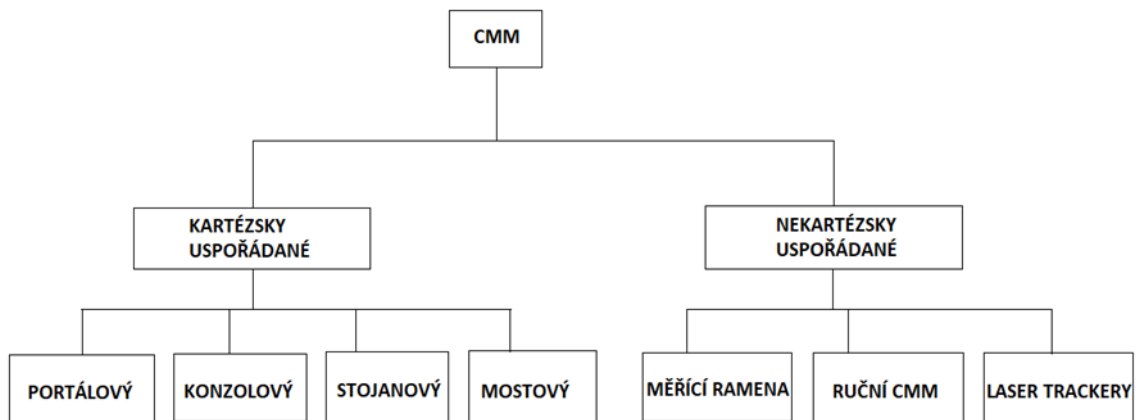 CMM
KARTÉZSKY
USPOŘÁDANÉ
NEKARTÉZSKY
USPOŘÁDANÉ
PORTÁLOVÝ
KONZOLOVÝ
STOJANOVÝ
MOSTOVÝ
MĚŘÍCÍ RAMENA
RUČNÍ CMM
LASER TRACKERY